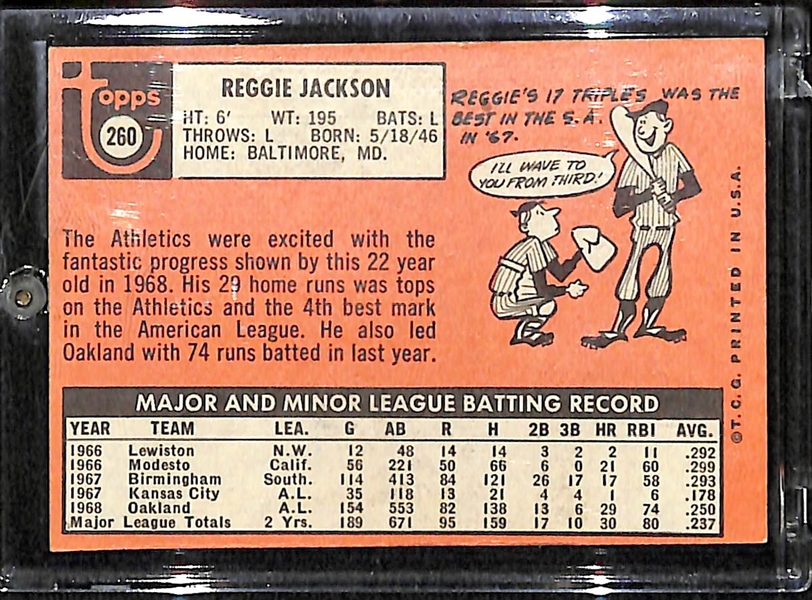 topps
260
REGGIE JACKSON
HT: 6' WT: 195 BATS: L
THROWS: L BORN: 5/18/46
HOME: BALTIMORE, MD.
REGGIE'S 17 TRIPLES WAS THE
BEST IN THE S.A.
IN '67.
I'LL WAVE TO
YOU FROM THIRD!
The Athletics were excited with the
fantastic progress shown by this 22 year
old in 1968. His 29 home runs was tops
on the Athletics and the 4th best mark
in the American League. He also led
Oakland with 74 runs batted in last year.
MAJOR AND MINOR LEAGUE BATTING RECORD
YEAR TEAM LEA. G AB R H 2B 3B HR RBI AVG.
1966 Lewiston N.W. 12 48 14 14 3 2 2 11 .292
1966 Modesto Calif. 56 221 50 66 6 0 21 60 .299
1967 Birmingham South. 114 413 84 121 26 17 17 58 .293
1967 Kansas City A.L. 35 118 13 21 4 4 1 6 .178
1968 Oakland A.L. 154 553 82 138 13 6 29 74 .250
Major League Totals 2 Yrs. 189 671 95 159 17 10 30 80 .237
©T.C.G. PRINTED IN U.S.A.